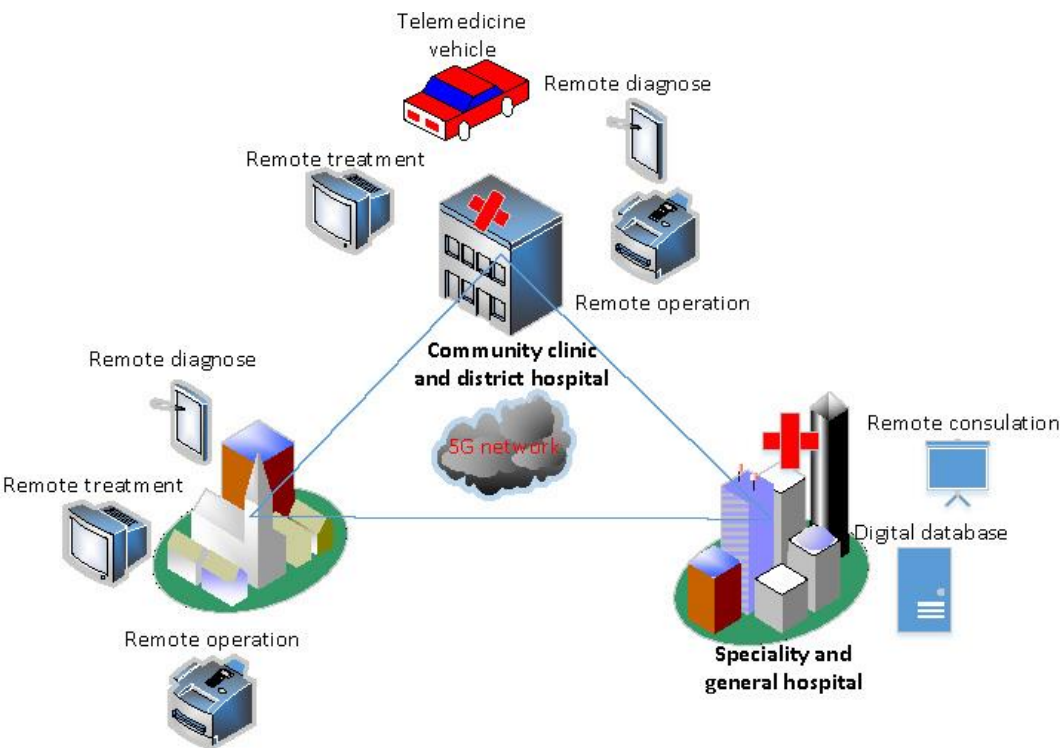 Telemedicine
vehicle
Remote diagnose
Remote treatment
Remote operation
Community clinic
and district hospital
Remote diagnose
5G network
Remote consulation
Remote treatment
Digital database
Remote operation
Speciality and
general hospital